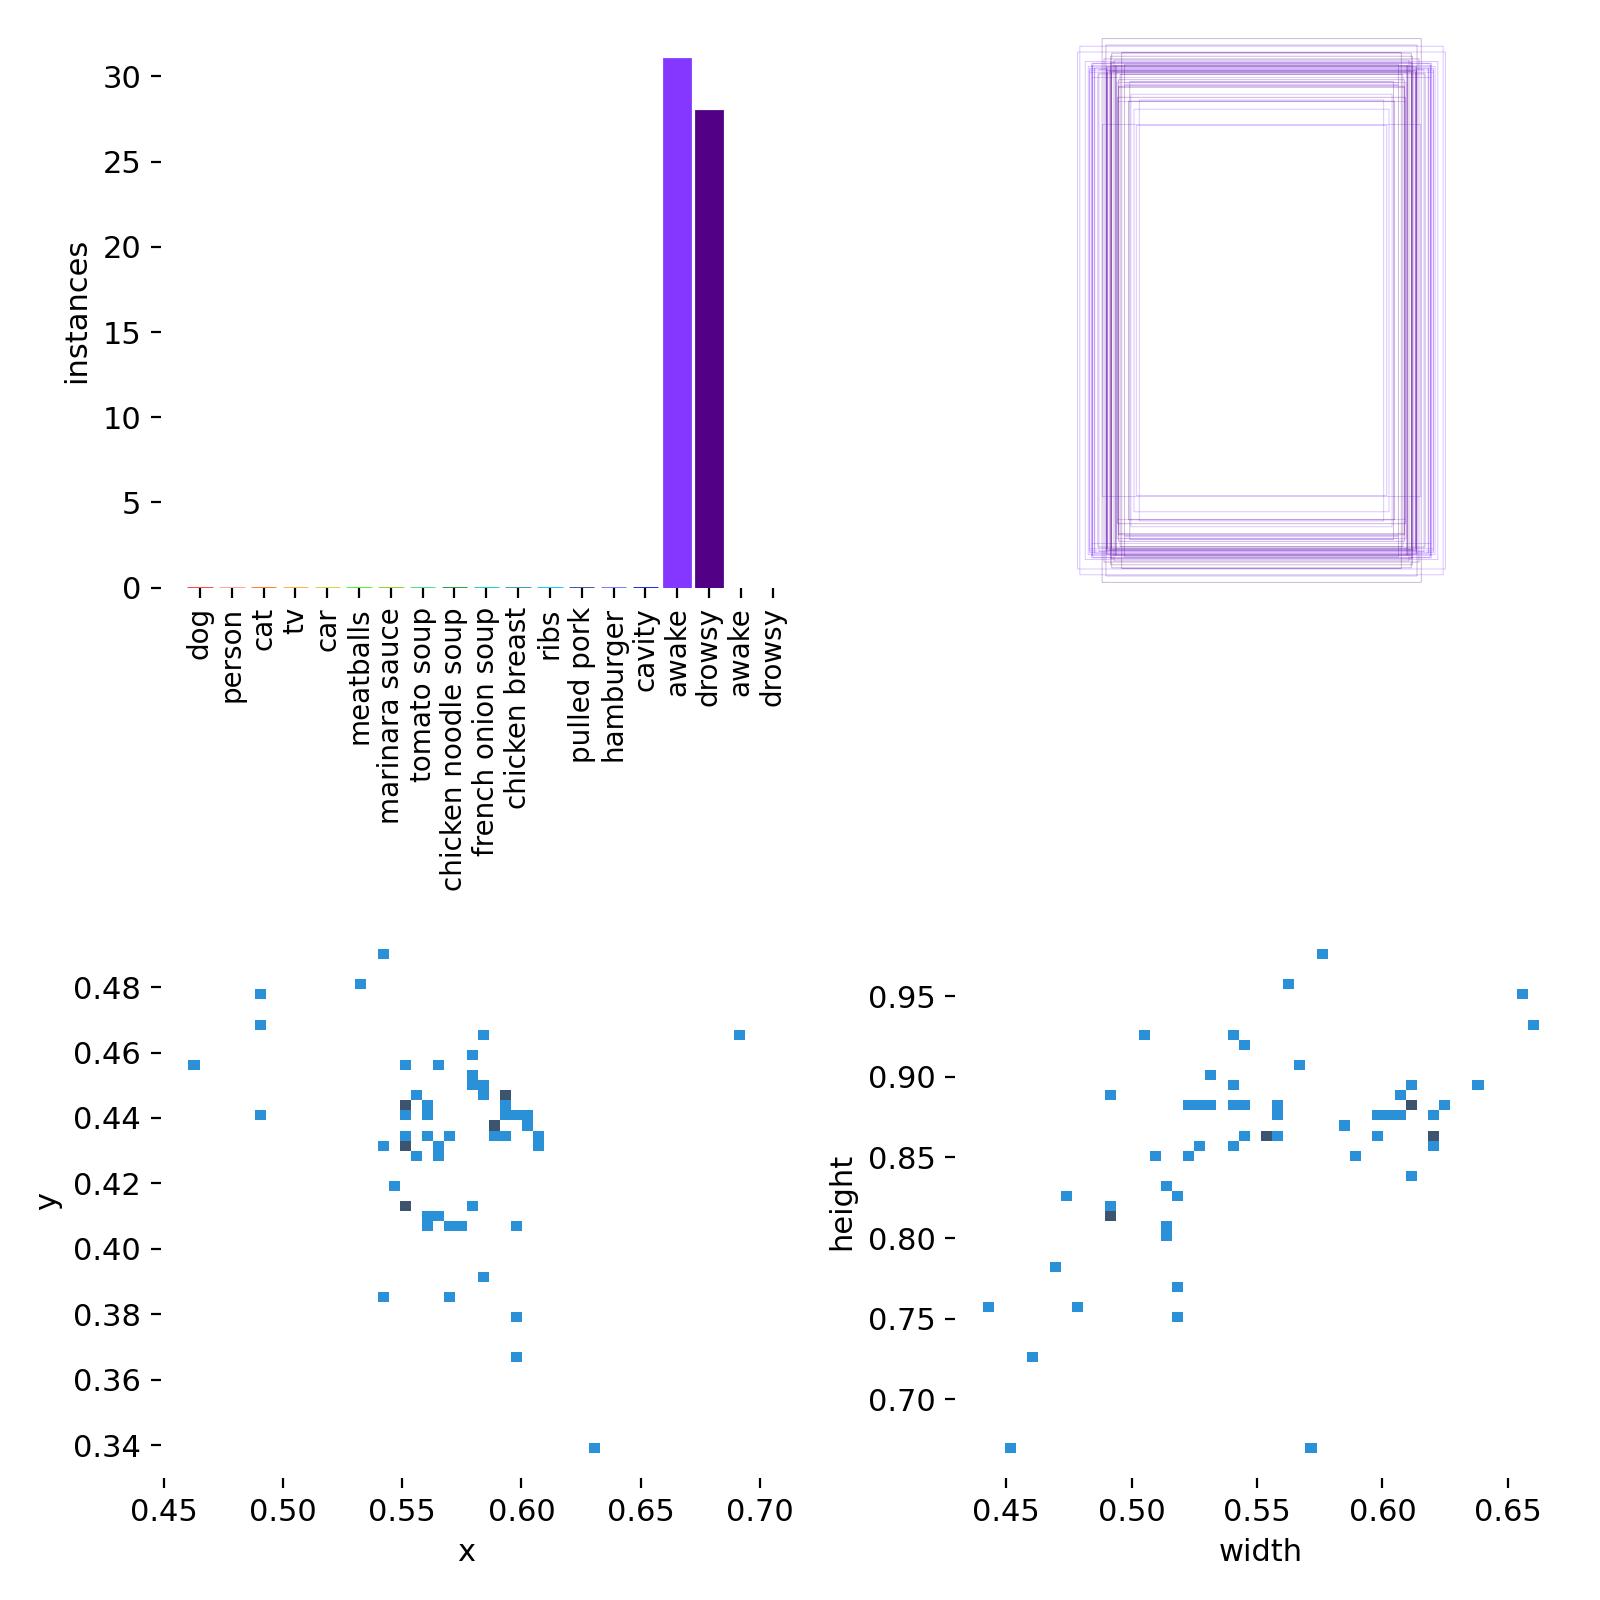 instances
30
25
20
15
10
5
0
dog
person
cat
tv
car
meatballs
marinara sauce
tomato soup
chicken noodle soup
french onion soup
chicken breast
ribs
pulled pork
hamburger
cavity
awake
drowsy
awake
drowsy
y
0.48
0.46
0.44
0.42
0.40
0.38
0.36
0.34
0.45 0.50 0.55 0.60 0.65 0.70
x
height
0.95
0.90
0.85
0.80
0.75
0.70
0.45 0.50 0.55 0.60 0.65
width